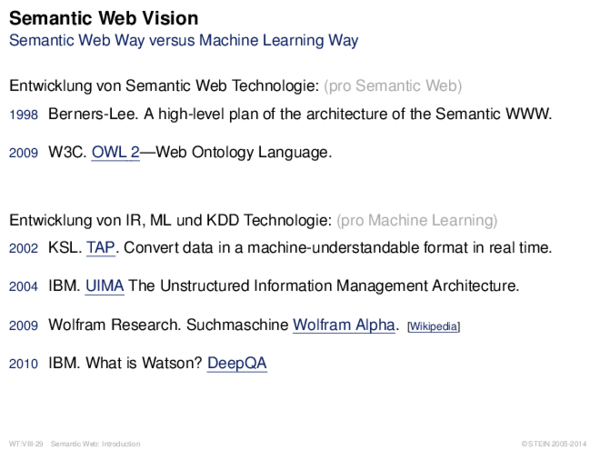 Semantic Web Vision
Semantic Web Way versus Machine Learning Way
Entwicklung von Semantic Web Technologie: (pro Semantic Web)
1998 Berners-Lee. A high-level plan of the architecture of the Semantic WWW.
2009 W3C. OWL 2—Web Ontology Language.
Entwicklung von IR, ML und KDD Technologie: (pro Machine Learning)
2002 KSL. TAP. Convert data in a machine-understandable format in real time.
2004 IBM. UIMA The Unstructured Information Management Architecture.
2009 Wolfram Research. Suchmaschine Wolfram Alpha. [Wikipedia]
2010 IBM. What is Watson? DeepQA
WT:VIII-29 Semantic Web: Introduction © STEIN 2005-2014